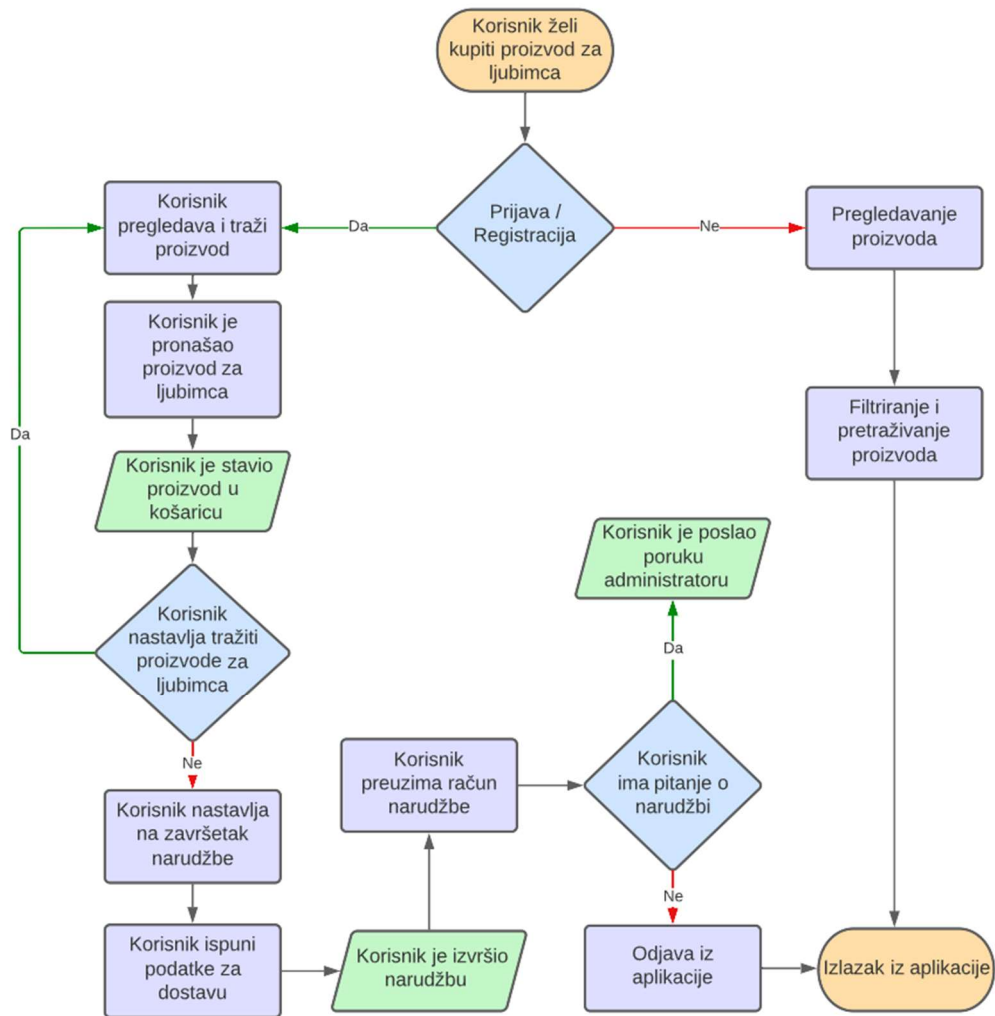 Korisnik želi
kupiti proizvod za
ljubimca
Prijava /
Registracija
Da
Ne
Korisnik
pregledava i traži
proizvod
Pregledavanje
proizvoda
Korisnik je
pronašao
proizvod za
ljubimca
Filtriranje i
pretraživanje
proizvoda
Da
Korisnik je stavio
proizvod u
košaricu
Korisnik je poslao
poruku
administratoru
Korisnik
nastavlja tražiti
proizvode za
ljubimca
Da
Ne
Korisnik
preuzima račun
narudžbe
Korisnik
ima pitanje o
narudžbi
Korisnik nastavlja
na završetak
narudžbe
Ne
Korisnik ispuni
podatke za
dostavu
Korisnik je izvršio
narudžbu
Odjava iz
aplikacije
Izlazak iz aplikacije